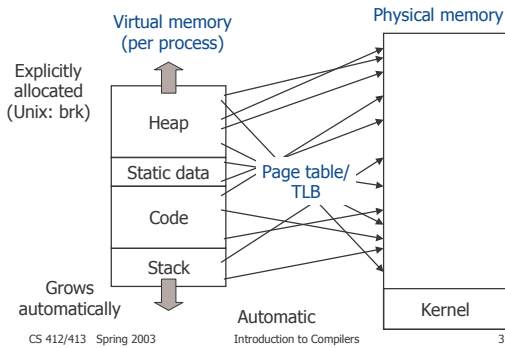 Virtual memory
(per process)
Physical memory
Explicitly
allocated
(Unix: brk)
Heap
Static data
Page table/
TLB
Code
Stack
Grows
automatically
Automatic
Kernel
CS 412/413 Spring 2003
Introduction to Compilers
3